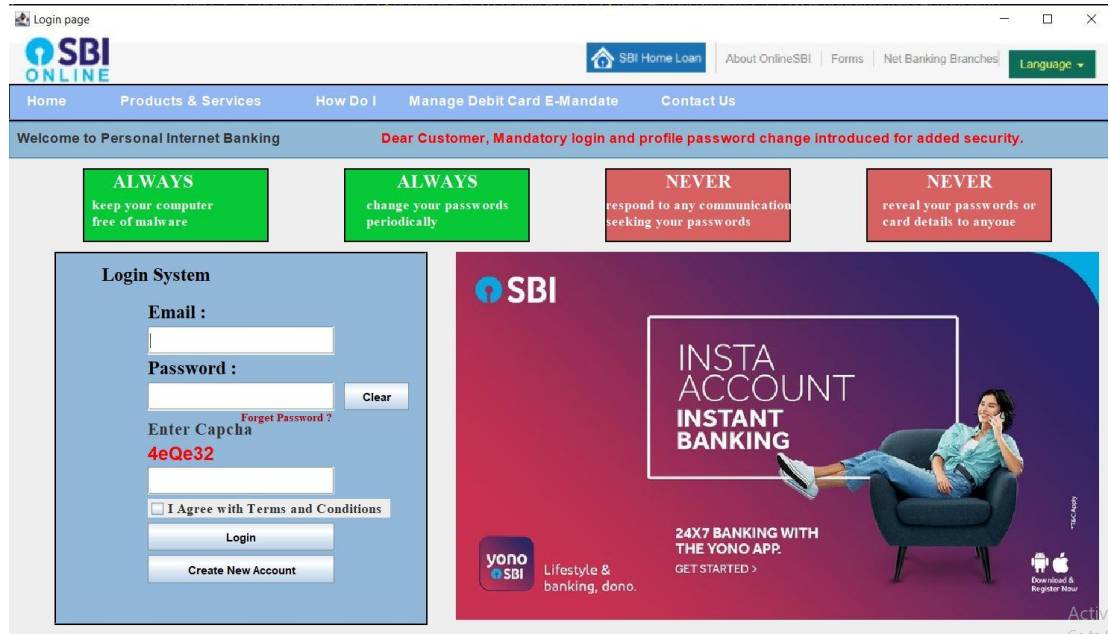 Login page
SBI
ONLINE
SBI Home Loan
About OnlineSBI
Forms
Net Banking Branches
Language
Home
Products & Services
How Do I
Manage Debit Card E-Mandate
Contact Us
Welcome to Personal Internet Banking
Dear Customer, Mandatory login and profile password change introduced for added security.
ALWAYS
keep your computer
free of malware
ALWAYS
change your passwords
periodically
NEVER
respond to any communication
seeking your passwords
NEVER
reveal your passwords or
card details to anyone
Login System
Email :
Password :
Clear
Forget Password ?
Enter Capcha
4eQe32
I Agree with Terms and Conditions
Login
Create New Account
SBI
INSTA
ACCOUNT
INSTANT
BANKING
24X7 BANKING WITH
THE YONO APP.
GET STARTED >
yono
SBI
Lifestyle &
banking, dono.
*T&C Apply
Download &
Register Now
Activ